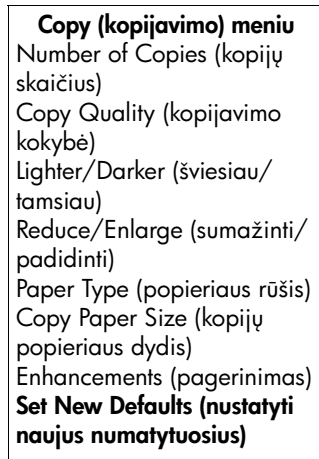 Copy (kopijavimo) meniu
Number of Copies (kopijų
skaičius)
Copy Quality (kopijavimo
kokybė)
Lighter/Darker (šviesiau/
tamsiau)
Reduce/Enlarge (sumažinti/
padidinti)
Paper Type (popieriaus rūšis)
Copy Paper Size (kopijų
popieriaus dydis)
Enhancements (pagerinimas)
Set New Defaults (nustatyti
naujus numatytuosius)